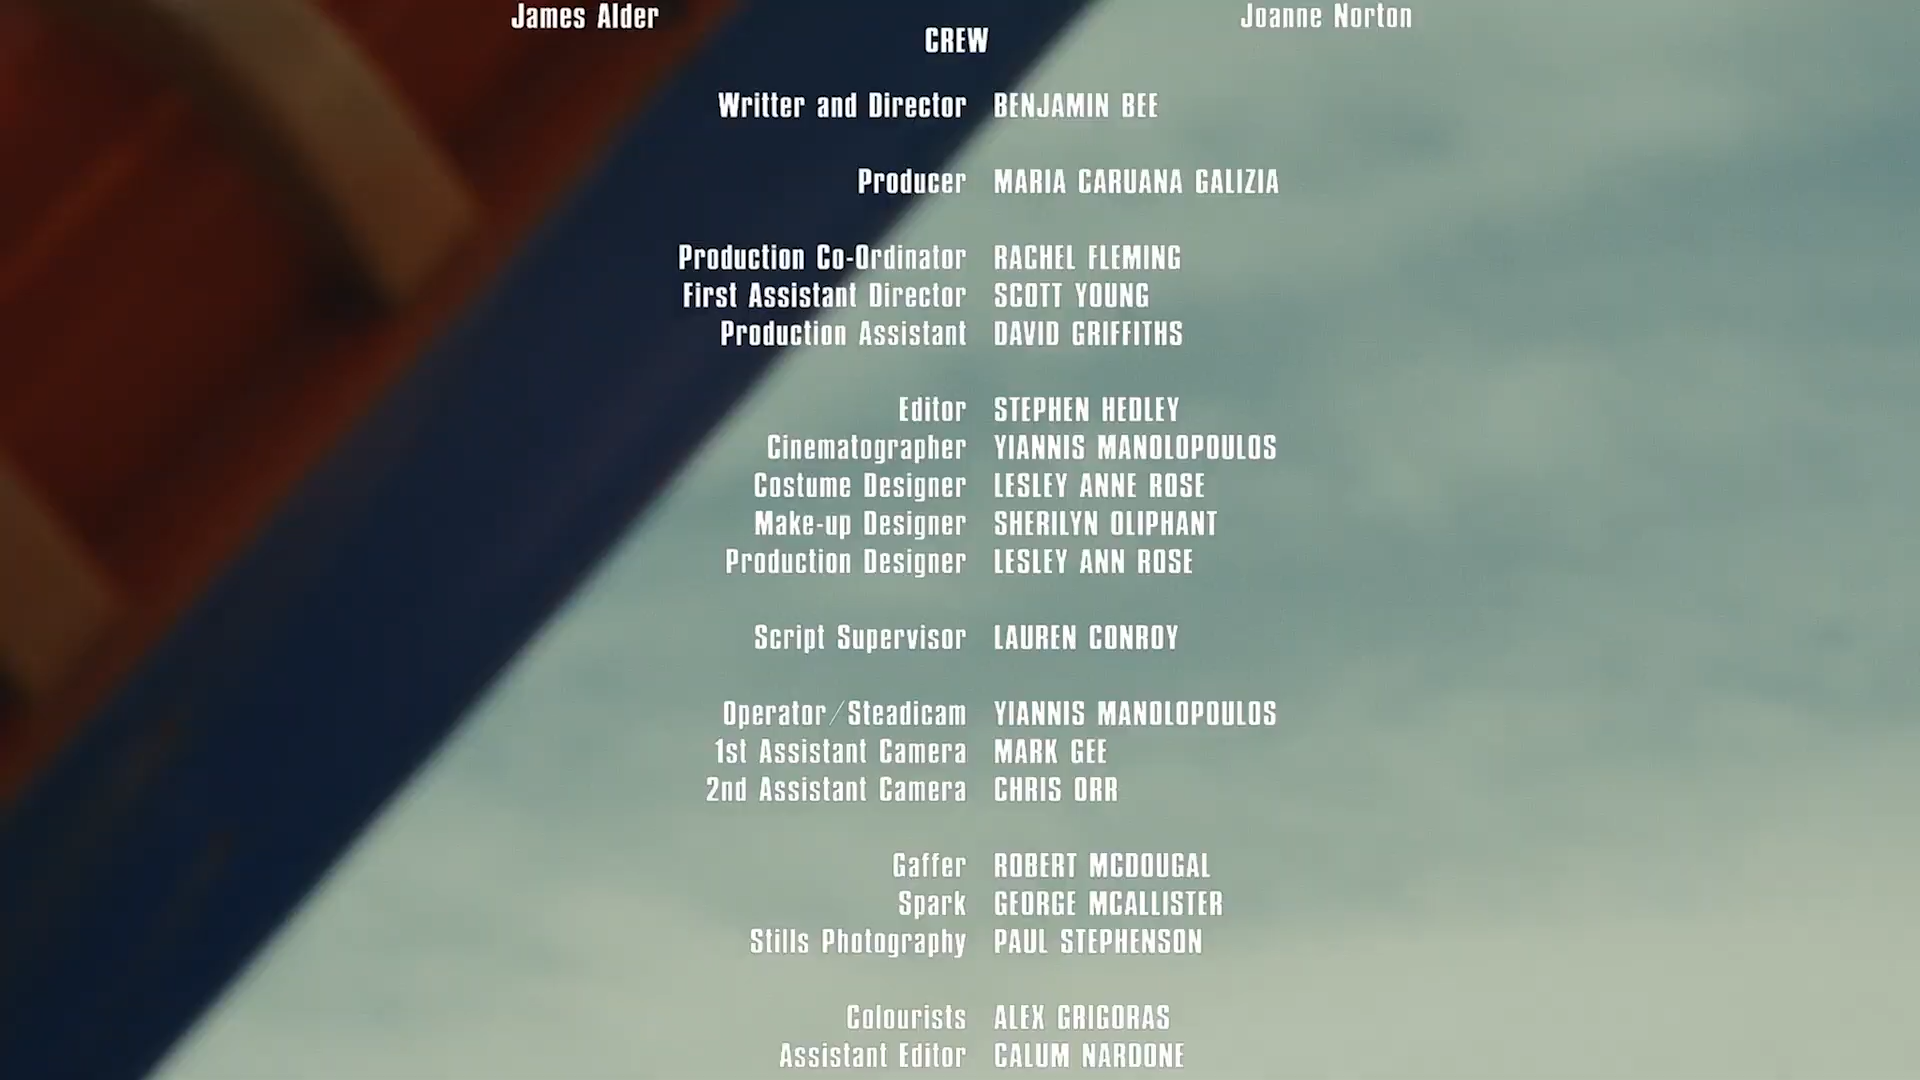 James Alder Joanne Norton
CREW
Writter and Director BENJAMIN BEE
Producer MARIA CARUANA GALIZIA
Production Co-Ordinator RACHEL FLEMING
First Assistant Director SCOTT YOUNG
Production Assistant DAVID GRIFFITHS
Editor STEPHEN HEDLEY
Cinematographer YIANNIS MANOLOPOULOS
Costume Designer LESLEY ANNE ROSE
Make-up Designer SHERILYN OLIPHANT
Production Designer LESLEY ANN ROSE
Script Supervisor LAUREN CONROY
Operator/Steadicam YIANNIS MANOLOPOULOS
1st Assistant Camera MARK GEE
2nd Assistant Camera CHRIS ORR
Gaffer ROBERT MCDOUGAL
Spark GEORGE MCALLISTER
Stills Photography PAUL STEPHENSON
Colourists ALEX GRIGORAS
Assistant Editor CALUM NARDONE